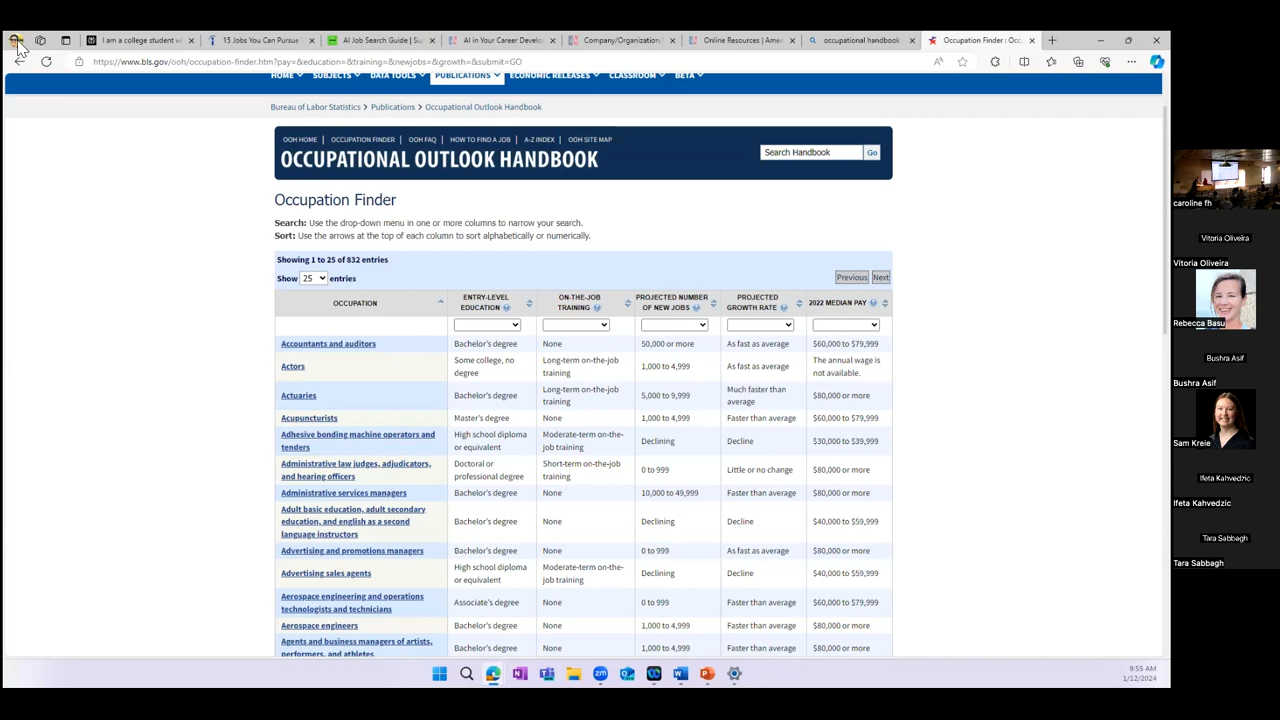 I am a college student w
15 Jobs You Can Pursue
AI Job Search Guide | Su
AI in Your Career Devel
Company/Organization/
Online Resources | Ame
occupational handbook
Occupation Finder : Occ
https://www.bls.gov/ooh/occupation-finder.htm?pay=&education=&training=&newjobs=&growth=&submit=GO
HOME SUBJECTS DATA TOOLS PUBLICATIONS ECONOMIC RELEASES CLASSROOM BETA
Bureau of Labor Statistics > Publications > Occupational Outlook Handbook
OOH HOME | OCCUPATION FINDER | OOH FAQ | HOW TO FIND A JOB | A-Z INDEX | OOH SITE MAP
OCCUPATIONAL OUTLOOK HANDBOOK
Search Handbook Go
Occupation Finder
Search: Use the drop-down menu in one or more columns to narrow your search.
Sort: Use the arrows at the top of each column to sort alphabetically or numerically.
Showing 1 to 25 of 832 entries
Show 25 entries
Previous Next
OCCUPATION
ENTRY-LEVEL
EDUCATION
ON-THE-JOB
TRAINING
PROJECTED NUMBER
OF NEW JOBS
PROJECTED
GROWTH RATE
2022 MEDIAN PAY
Accountants and auditors Bachelor's degree None 50,000 or more As fast as average $60,000 to $79,999
Actors
Some college, no
degree
Long-term on-the-job
training
1,000 to 4,999
As fast as average
The annual wage is
not available.
Actuaries
Bachelor's degree
Long-term on-the-job
training
5,000 to 9,999
Much faster than
average
$80,000 or more
Acupuncturists Master's degree None 1,000 to 4,999 Faster than average $60,000 to $79,999
Adhesive bonding machine operators and
tenders
High school diploma
or equivalent
Moderate-term on-the-
job training
Declining
Decline
$30,000 to $39,999
Administrative law judges, adjudicators,
and hearing officers
Doctoral or
professional degree
Short-term on-the-job
training
0 to 999
Little or no change
$80,000 or more
Administrative services managers Bachelor's degree None 10,000 to 49,999 Faster than average $80,000 or more
Adult basic education, adult secondary
education, and english as a second
language instructors
Bachelor's degree
None
Declining
Decline
$40,000 to $59,999
Advertising and promotions managers Bachelor's degree None 0 to 999 As fast as average $80,000 or more
Advertising sales agents
High school diploma
or equivalent
Moderate-term on-the-
job training
Declining
Decline
$40,000 to $59,999
Aerospace engineering and operations
technologists and technicians
Associate's degree
None
0 to 999
Faster than average
$60,000 to $79,999
Aerospace engineers Bachelor's degree None 1,000 to 4,999 Faster than average $80,000 or more
Agents and business managers of artists,
performers, and athletes
Bachelor's degree
None
1,000 to 4,999
Faster than average
$80,000 or more
9:55 AM
1/12/2024
caroline fh
Vitoria Oliveira
Vitoria Oliveira
Rebecca Basu
Bushra Asif
Bushra Asif
Sam Kreie
Ifeta Kahvedzic
Ifeta Kahvedzic
Tara Sabbagh
Tara Sabbagh